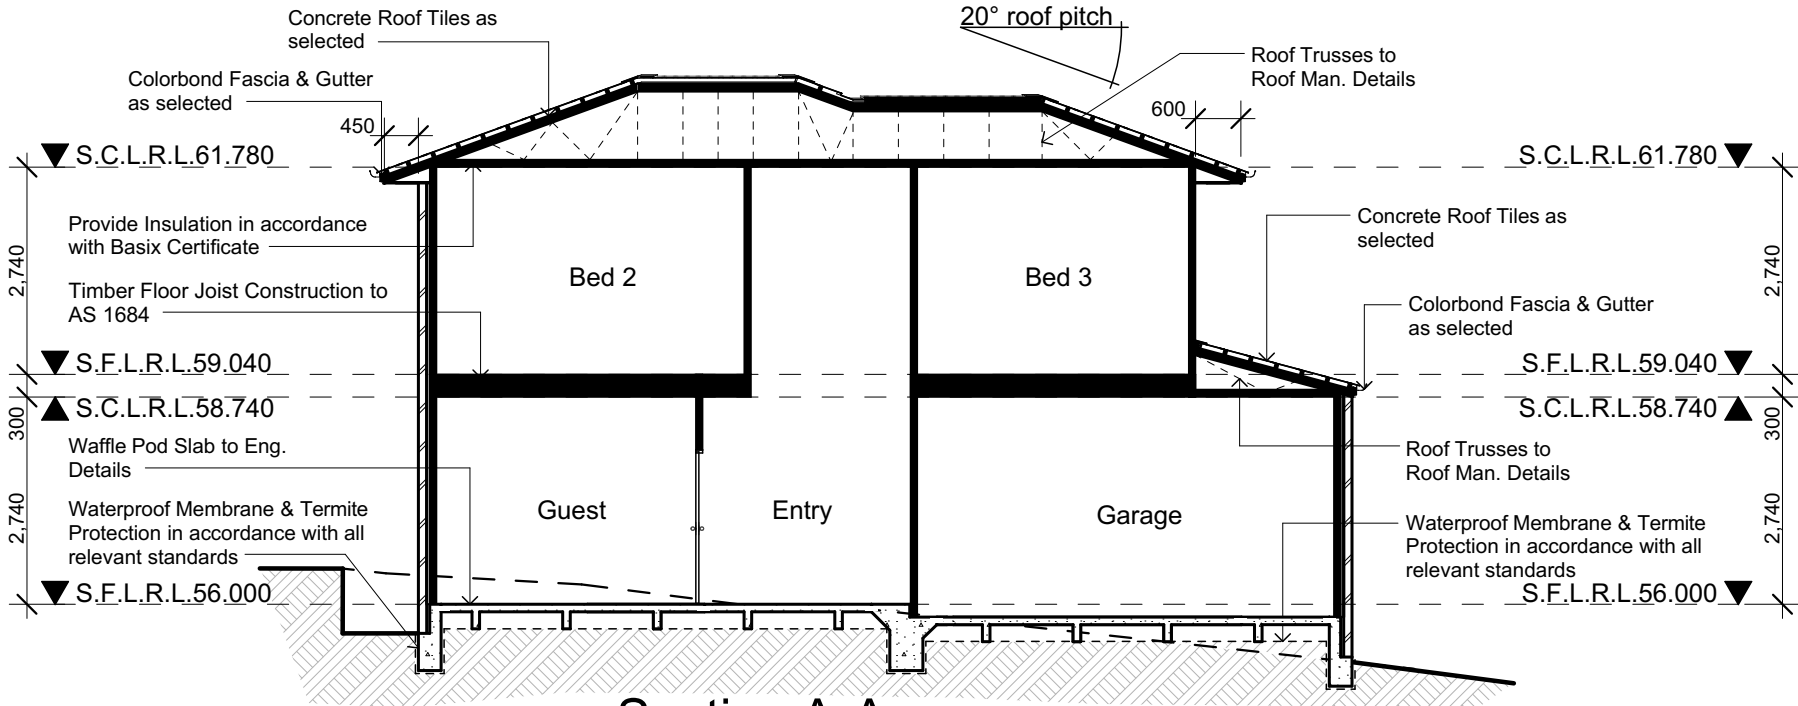 Concrete Roof Tiles as
selected
20° roof pitch
Roof Trusses to
Roof Man. Details
Colorbond Fascia & Gutter
as selected
450
600
S.C.L.R.L.61.780
S.C.L.R.L.61.780
Provide Insulation in accordance
with Basix Certificate
Concrete Roof Tiles as
selected
2,740
2,740
Bed 2
Bed 3
Timber Floor Joist Construction to
AS 1684
Colorbond Fascia & Gutter
as selected
S.F.L.R.L.59.040
S.F.L.R.L.59.040
300
S.C.L.R.L.58.740
S.C.L.R.L.58.740
300
Waffle Pod Slab to Eng.
Details
Roof Trusses to
Roof Man. Details
2,740
2,740
Waterproof Membrane & Termite
Protection in accordance with all
relevant standards
Guest
Entry
Garage
Waterproof Membrane & Termite
Protection in accordance with all
relevant standards
S.F.L.R.L.56.000
S.F.L.R.L.56.000
Section A-A